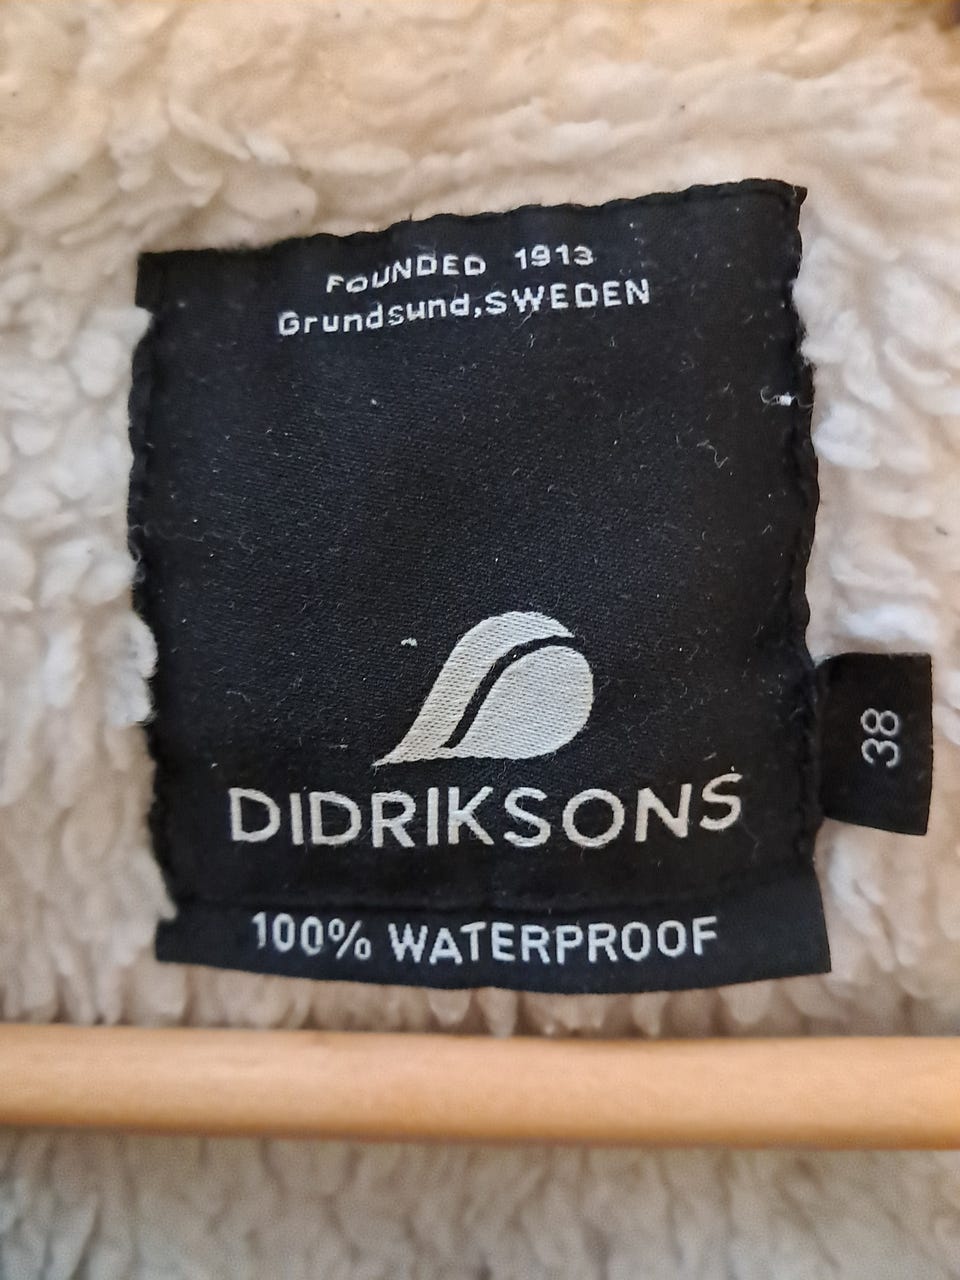 FOUNDED 1913
Grundsund,SWEDEN
DIDRIKSONS
100% WATERPROOF
38